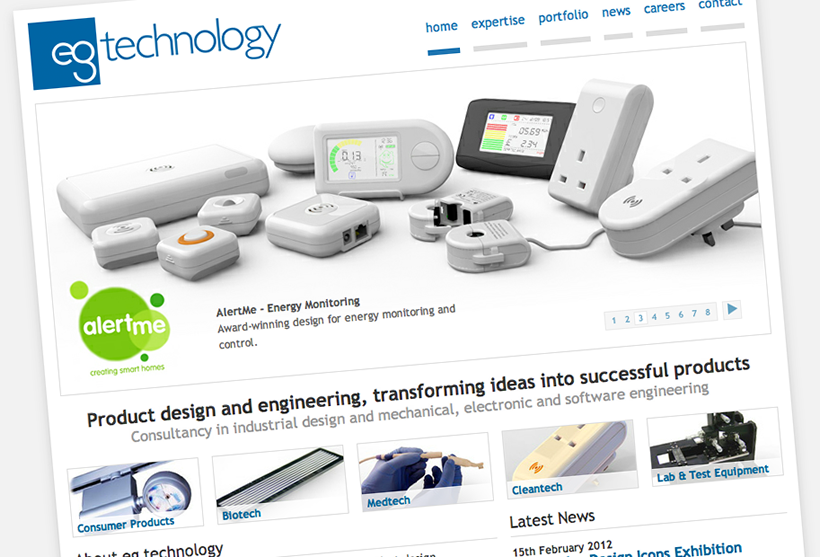 eg technology
home expertise portfolio news careers contact
0.13
05.69
£ 2.34
alertme
creating smart homes
AlertMe - Energy Monitoring
Award-winning design for energy monitoring and
control.
1 2 3 4 5 6 7 8
Product design and engineering, transforming ideas into successful products
Consultancy in industrial design and mechanical, electronic and software engineering
Consumer Products
Biotech
Medtech
Cleantech
Lab & Test Equipment
About eg technology
Latest News
15th February 2012
Design Icons Exhibition